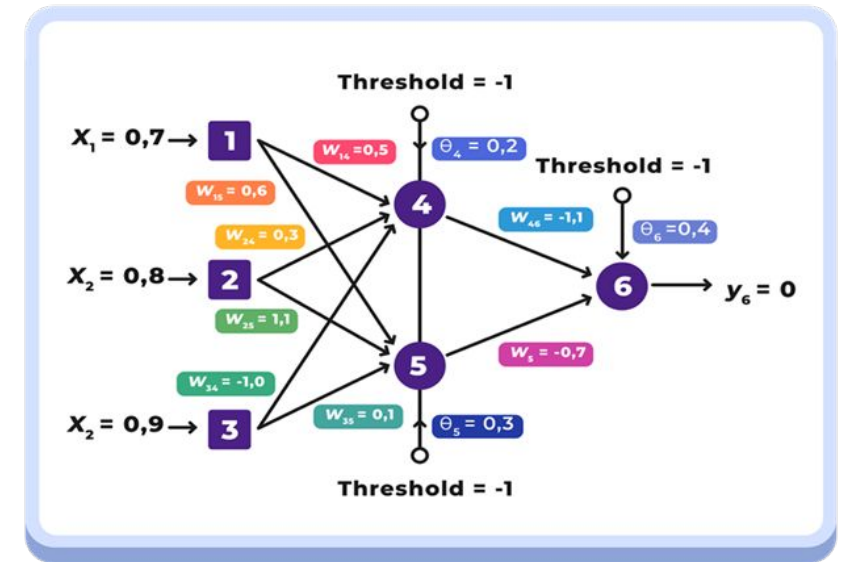 Threshold = -1
X₁ = 0,7
1
W₁₄ =0,5
θ₄ = 0,2
Threshold = -1
W₁₅ = 0,6
4
W₄₆ = -1,1
θ₆ =0,4
W₂₄ = 0,3
X₂ = 0,8
2
6
y₆ = 0
W₂₅ = 1,1
5
W₅ = -0,7
W₃₄ = -1,0
X₂ = 0,9
3
W₃₅ = 0,1
θ₅ = 0,3
Threshold = -1